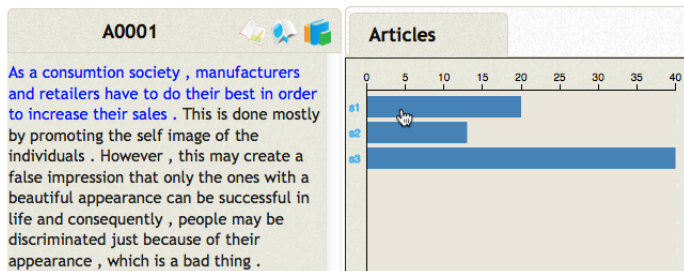 A0001
As a consumtion society , manufacturers
and retailers have to do their best in order
to increase their sales . This is done mostly
by promoting the self image of the
individuals . However , this may create a
false impression that only the ones with a
beautiful appearance can be successful in
life and consequently , people may be
discriminated just because of their
appearance , which is a bad thing .
Articles
0 5 10 15 20 25 30 35 40
s1
s2
s3